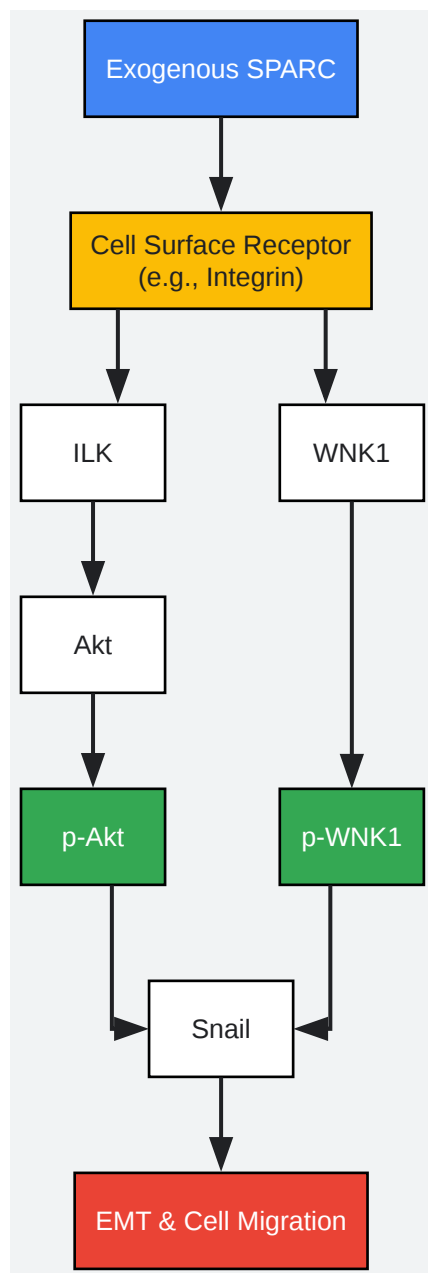 Exogenous SPARC
Cell Surface Receptor
(e.g., Integrin)
ILK
WNK1
Akt
p-Akt
p-WNK1
Snail
EMT & Cell Migration